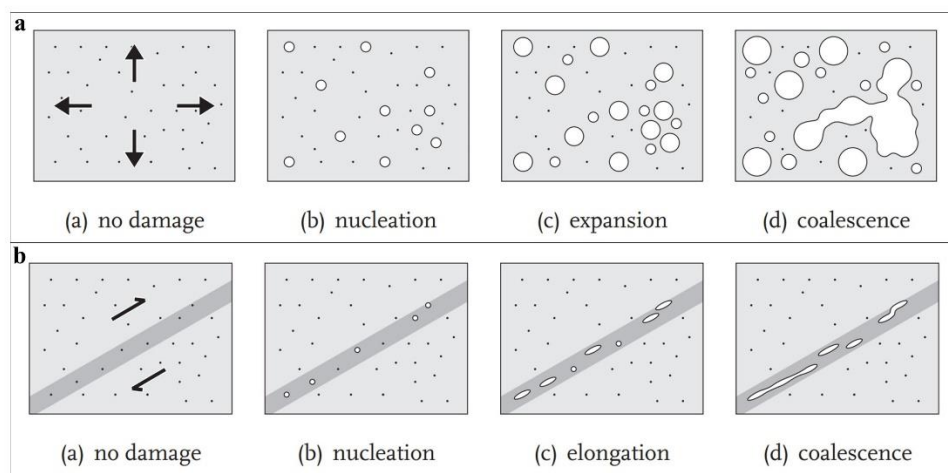 a
(a) no damage (b) nucleation (c) expansion (d) coalescence
b
(a) no damage (b) nucleation (c) elongation (d) coalescence